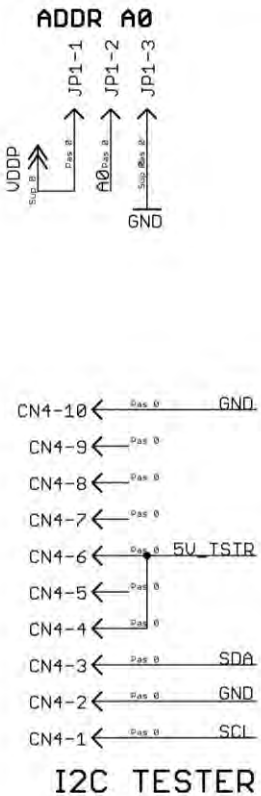 ADDR A0
JP1-1 JP1-2 JP1-3
Pas 0 Pas 0 Pas 0
VDDP Sup 0 A0 Sup 0
GND
CN4-10 Pas 0 GND
CN4-9 Pas 0
CN4-8 Pas 0
CN4-7 Pas 0
CN4-6 Pas 0 5V_TSTR
CN4-5 Pas 0
CN4-4 Pas 0
CN4-3 Pas 0 SDA
CN4-2 Pas 0 GND
CN4-1 Pas 0 SCL
I2C TESTER